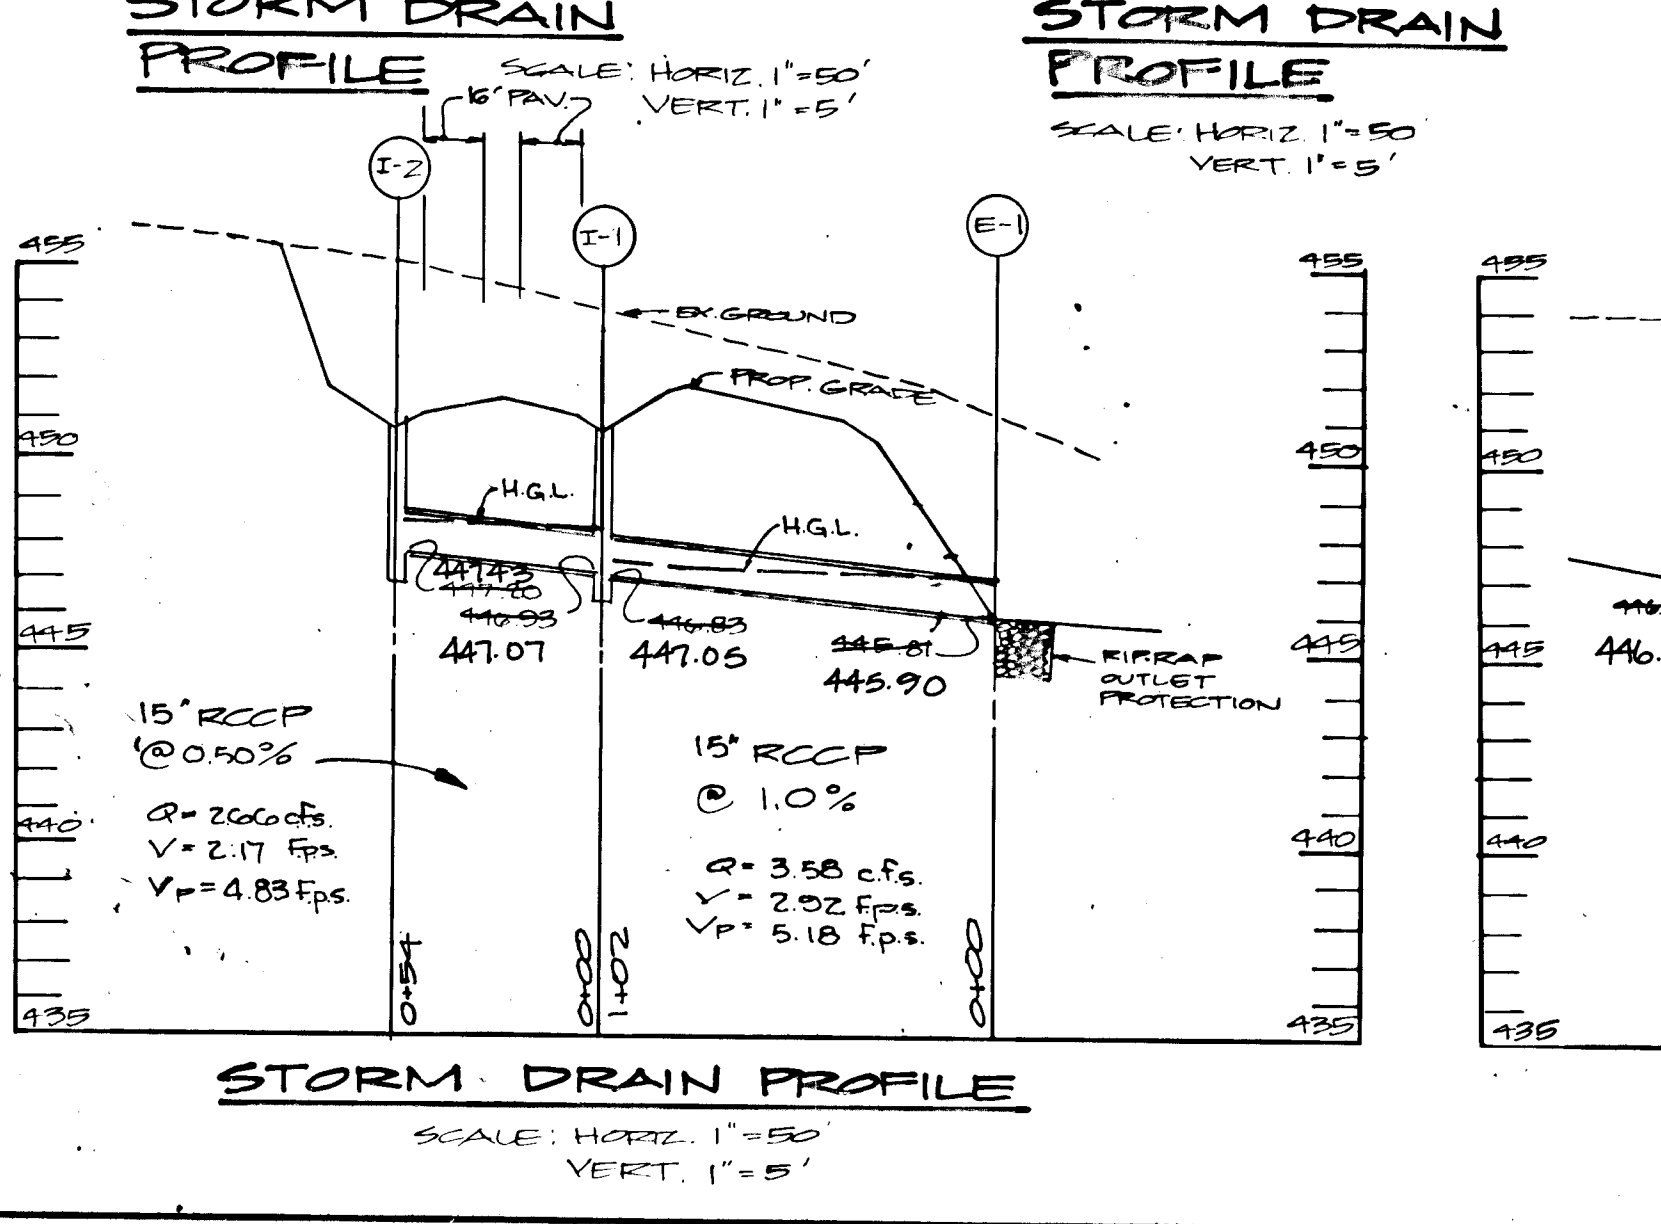 STORM DRAIN
PROFILE
SCALE: HORIZ. 1"=50'
VERT. 1"=5'
16' PAV.
STORM DRAIN
PROFILE
SCALE: HORIZ. 1"=50'
VERT. 1"=5'
I-2
I-1
E-1
455
450
445
440
435
EX. GROUND
PROP. GRADE
H.G.L.
H.G.L.
447.43
447.20
446.93
447.07
446.83
447.05
445.81
445.90
RIPRAP
OUTLET
PROTECTION
15" RCCP
@ 0.50%
Q= 2.66 cfs.
V= 2.17 F.p.s.
Vp= 4.83 F.p.s.
15" RCCP
@ 1.0%
Q= 3.58 c.f.s.
V= 2.92 F.p.s.
Vp= 5.18 f.p.s.
0+54
0+00
1+02
0+00
455
450
445
440
435
455
450
445
440
435
446.
446.
STORM DRAIN PROFILE
SCALE: HORIZ. 1"=50'
VERT. 1"=5'